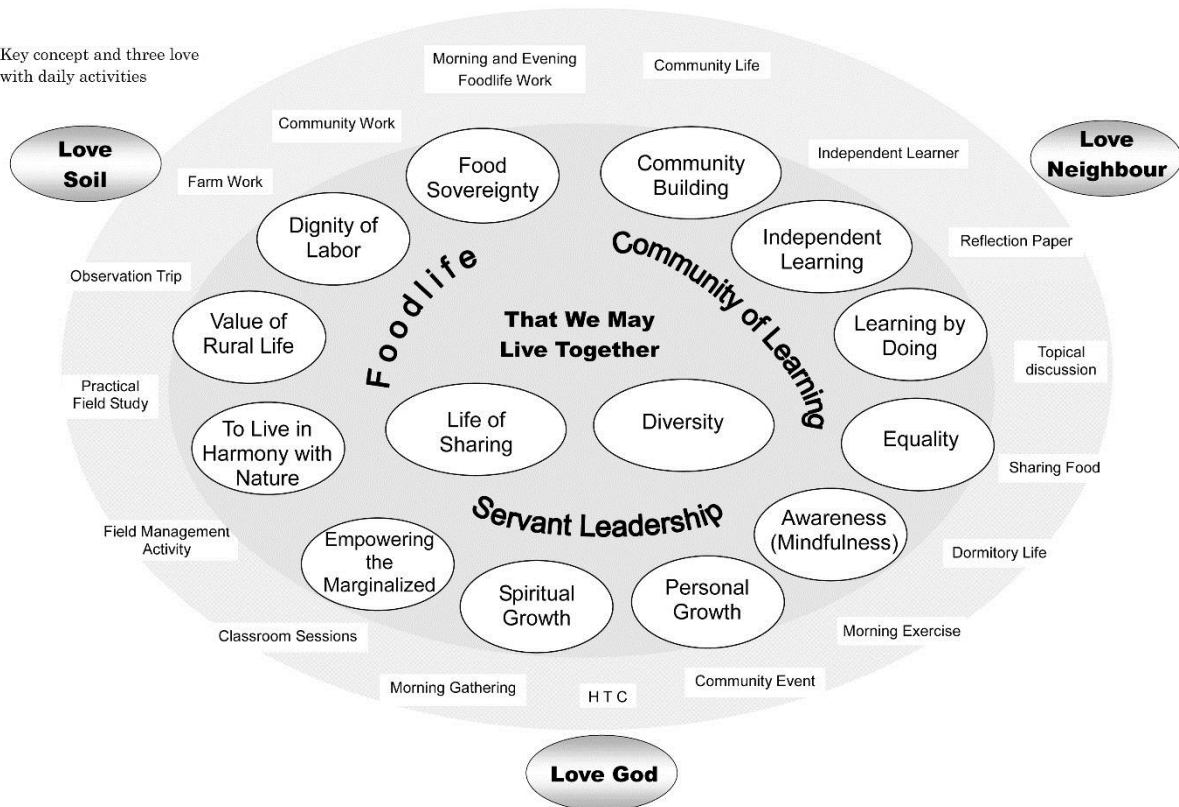 Key concept and three love
with daily activities
Morning and Evening
Foodlife Work
Community Life
Community Work
Independent Learner
Love
Soil
Love
Neighbour
Farm Work
Food
Sovereignty
Community
Building
Dignity of
Labor
Independent
Learning
Reflection Paper
Observation Trip
Foodlife
Community of Learning
Value of
Rural Life
That We May
Live Together
Learning by
Doing
Topical
discussion
Practical
Field Study
To Live in
Harmony with
Nature
Life of
Sharing
Diversity
Equality
Sharing Food
Servant Leadership
Field Management
Activity
Empowering
the
Marginalized
Spiritual
Growth
Personal
Growth
Awareness
(Mindfulness)
Dormitory Life
Classroom Sessions
Morning Exercise
Morning Gathering
H T C
Community Event
Love God